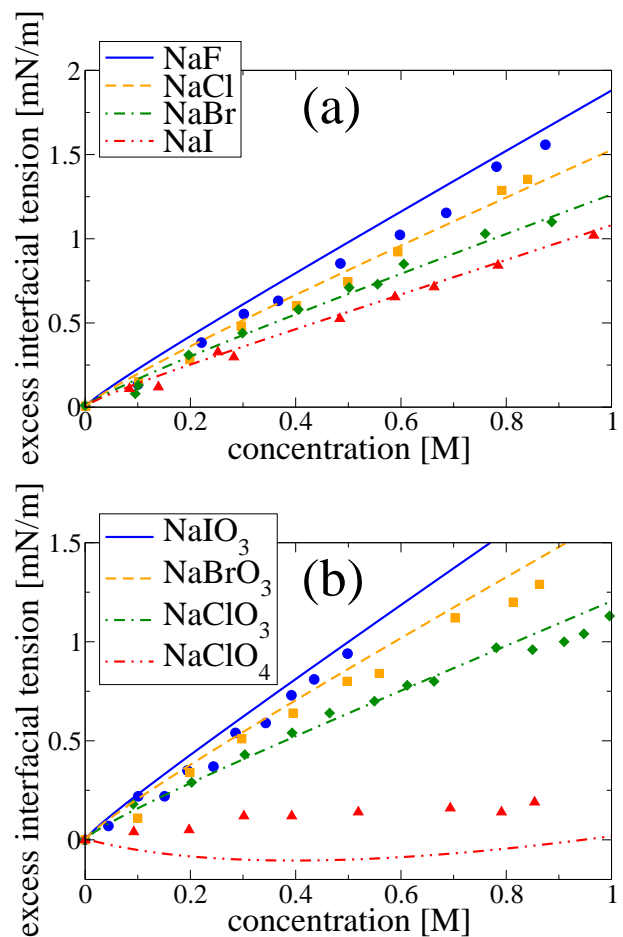 NaF
NaCl
NaBr
NaI
(a)
excess interfacial tension [mN/m]
2
1.5
1
0.5
0
0
0.2
0.4
0.6
0.8
1
concentration [M]
NaIO3
NaBrO3
NaClO3
NaClO4
(b)
excess interfacial tension [mN/m]
1.5
1
0.5
0
0
0.2
0.4
0.6
0.8
1
concentration [M]